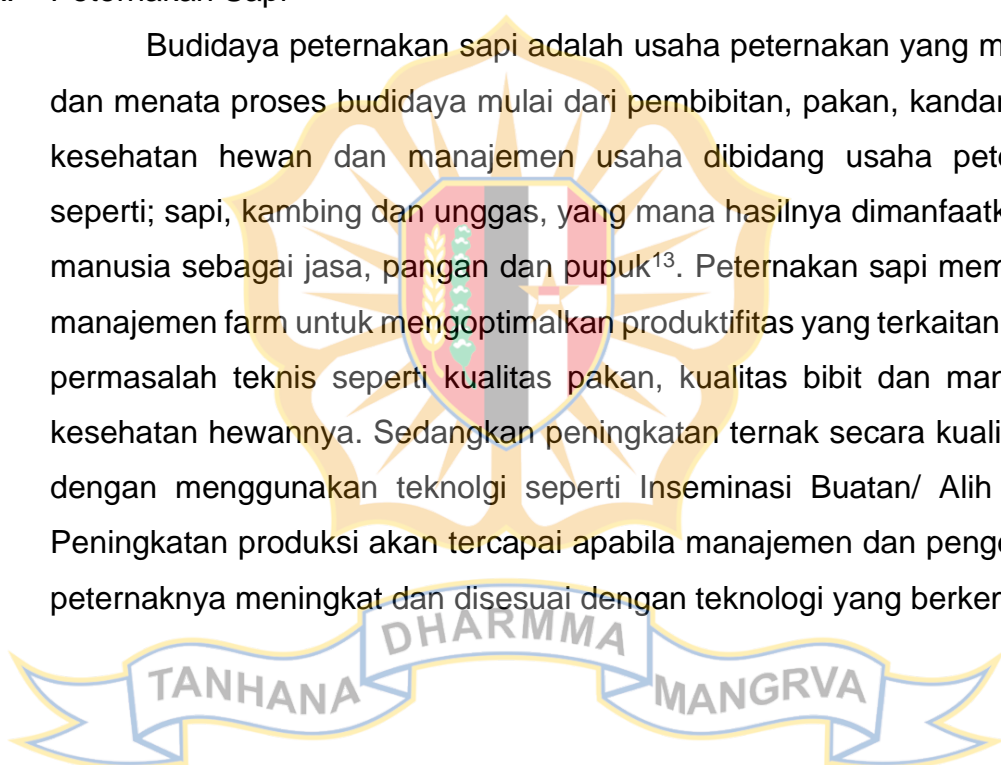 Peternakan Sapi
Budidaya peternakan sapi adalah usaha peternakan yang m
dan menata proses budidaya mulai dari pembibitan, pakan, kandan
kesehatan hewan dan manajemen usaha dibidang usaha pete
seperti; sapi, kambing dan unggas, yang mana hasilnya dimanfaatk
manusia sebagai jasa, pangan dan pupuk¹³. Peternakan sapi mem
manajemen farm untuk mengoptimalkan produktifitas yang terkaitan
permasalah teknis seperti kualitas pakan, kualitas bibit dan man
kesehatan hewannya. Sedangkan peningkatan ternak secara kuali
dengan menggunakan teknolgi seperti Inseminasi Buatan/ Alih
Peningkatan produksi akan tercapai apabila manajemen dan penge
peternaknya meningkat dan disesuai dengan teknologi yang berker
TANHANA DHARMMA MANGRVA